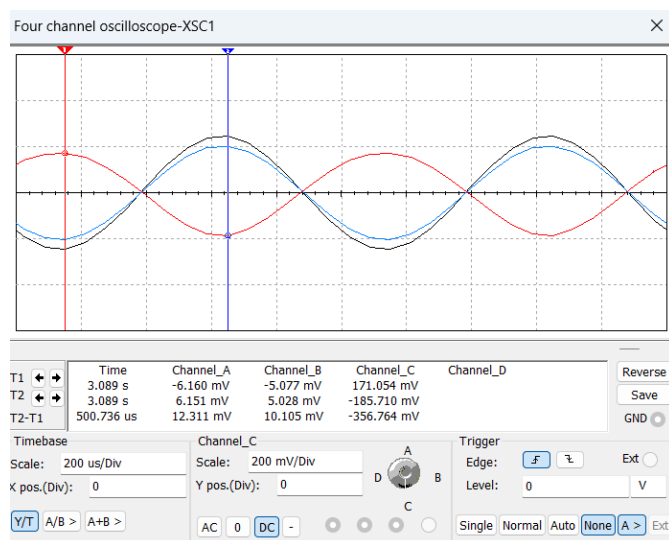 Four channel oscilloscope-XSC1
1
2
Time Channel_A Channel_B Channel_C Channel_D
T1 3.089 s -6.160 mV -5.077 mV 171.054 mV
T2 3.089 s 6.151 mV 5.028 mV -185.710 mV
T2-T1 500.736 us 12.311 mV 10.105 mV -356.764 mV
Reverse
Save
GND
Timebase
Scale: 200 us/Div
X pos.(Div): 0
Y/T A/B > A+B >
Channel_C
Scale: 200 mV/Div
Y pos.(Div): 0
AC 0 DC -
A
D B
C
Trigger
Edge: Ext
Level: 0 V
Single Normal Auto None A > Ext